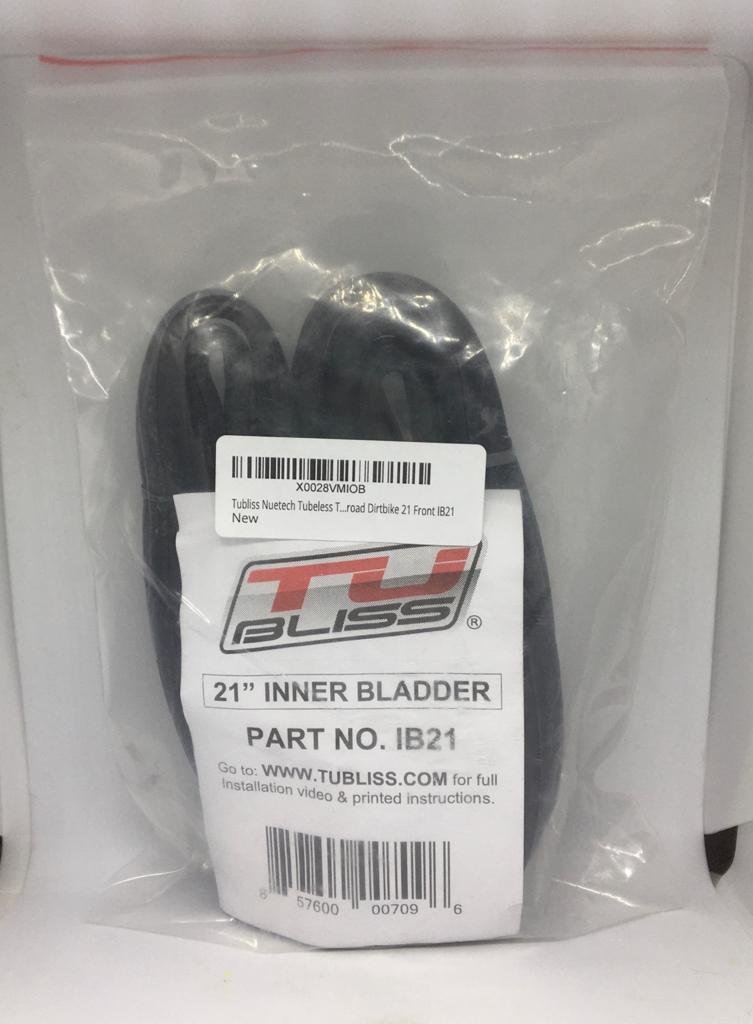 X0028VMIOB
Tubliss Nuetech Tubeless T...road Dirtbike 21 Front IB21
New
TU
BLISS®
21” INNER BLADDER
PART NO. IB21
Go to: WWW.TUBLISS.COM for full
Installation video & printed instructions.
8 57600 00709 6